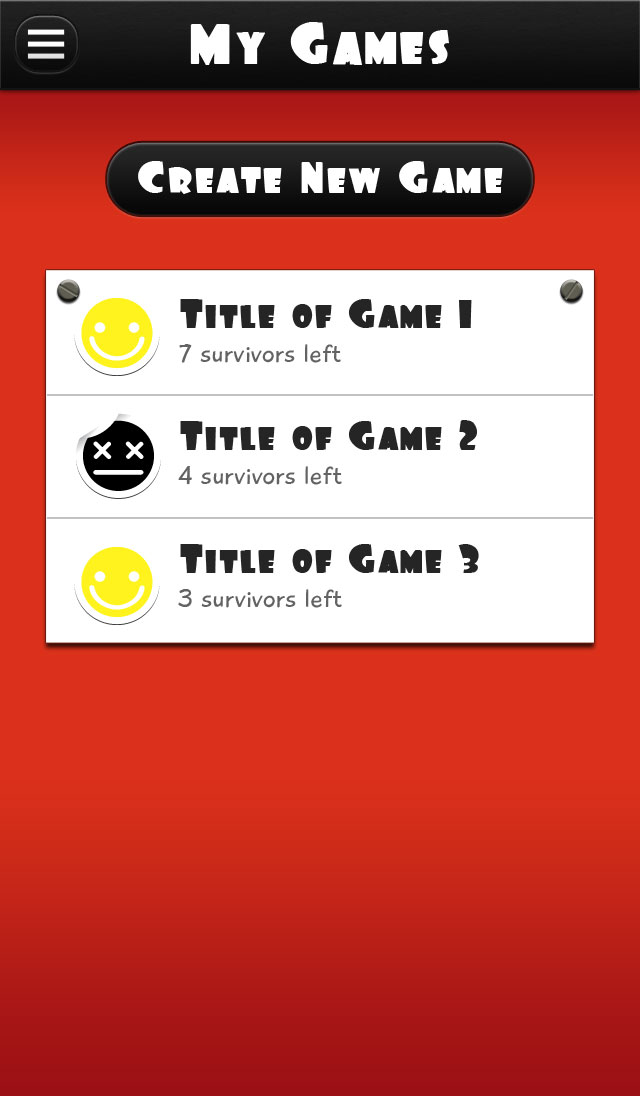 My Games
Create New Game
Title of Game 1
7 survivors left
Title of Game 2
4 survivors left
Title of Game 3
3 survivors left